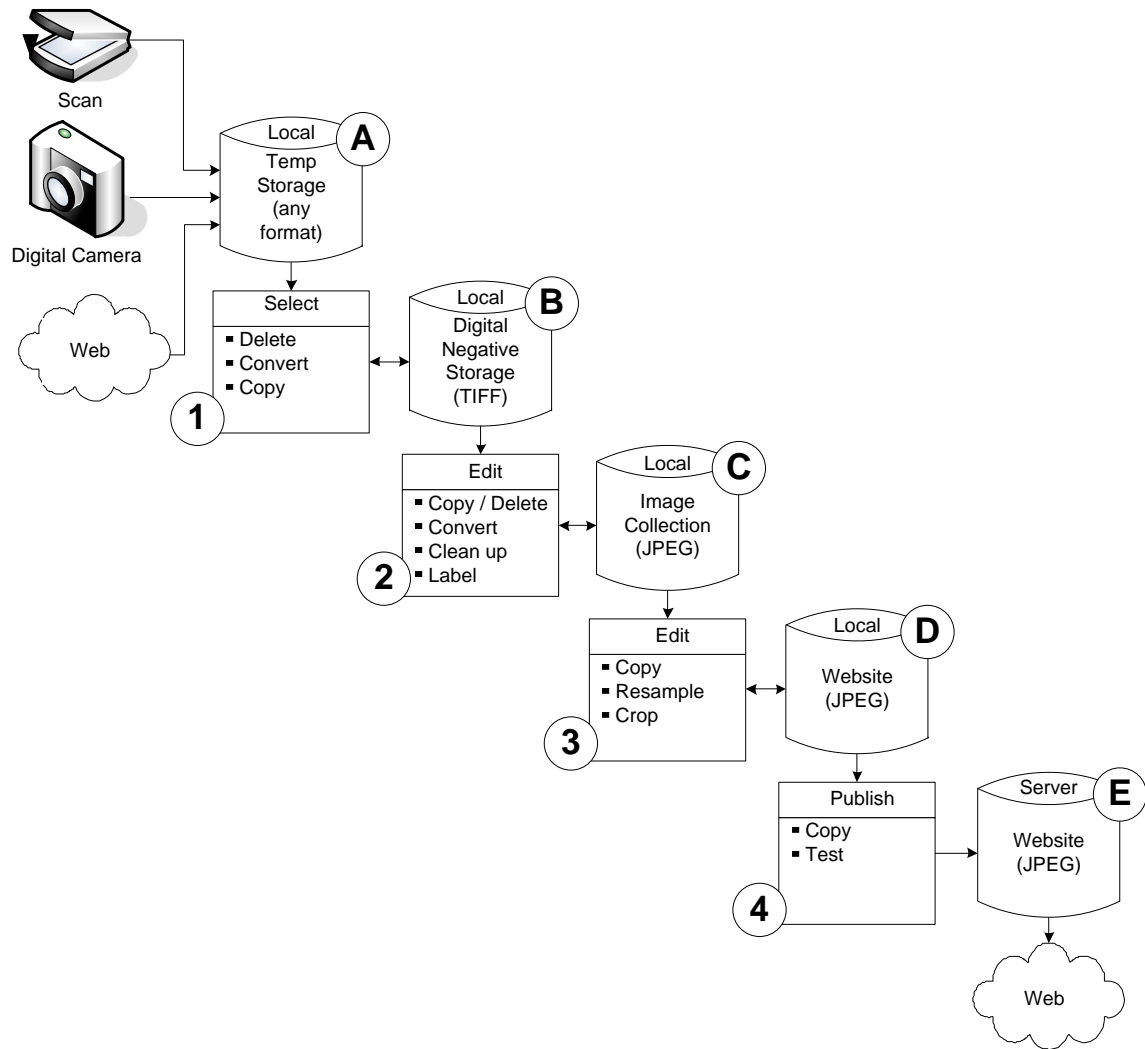 Scan
Digital Camera
Web
Local
A
Temp
Storage
(any
format)
Select
▪ Delete
▪ Convert
▪ Copy
1
Local
B
Digital
Negative
Storage
(TIFF)
Edit
▪ Copy / Delete
▪ Convert
▪ Clean up
▪ Label
2
Local
C
Image
Collection
(JPEG)
Edit
▪ Copy
▪ Resample
▪ Crop
3
Local
D
Website
(JPEG)
Publish
▪ Copy
▪ Test
4
Server
E
Website
(JPEG)
Web